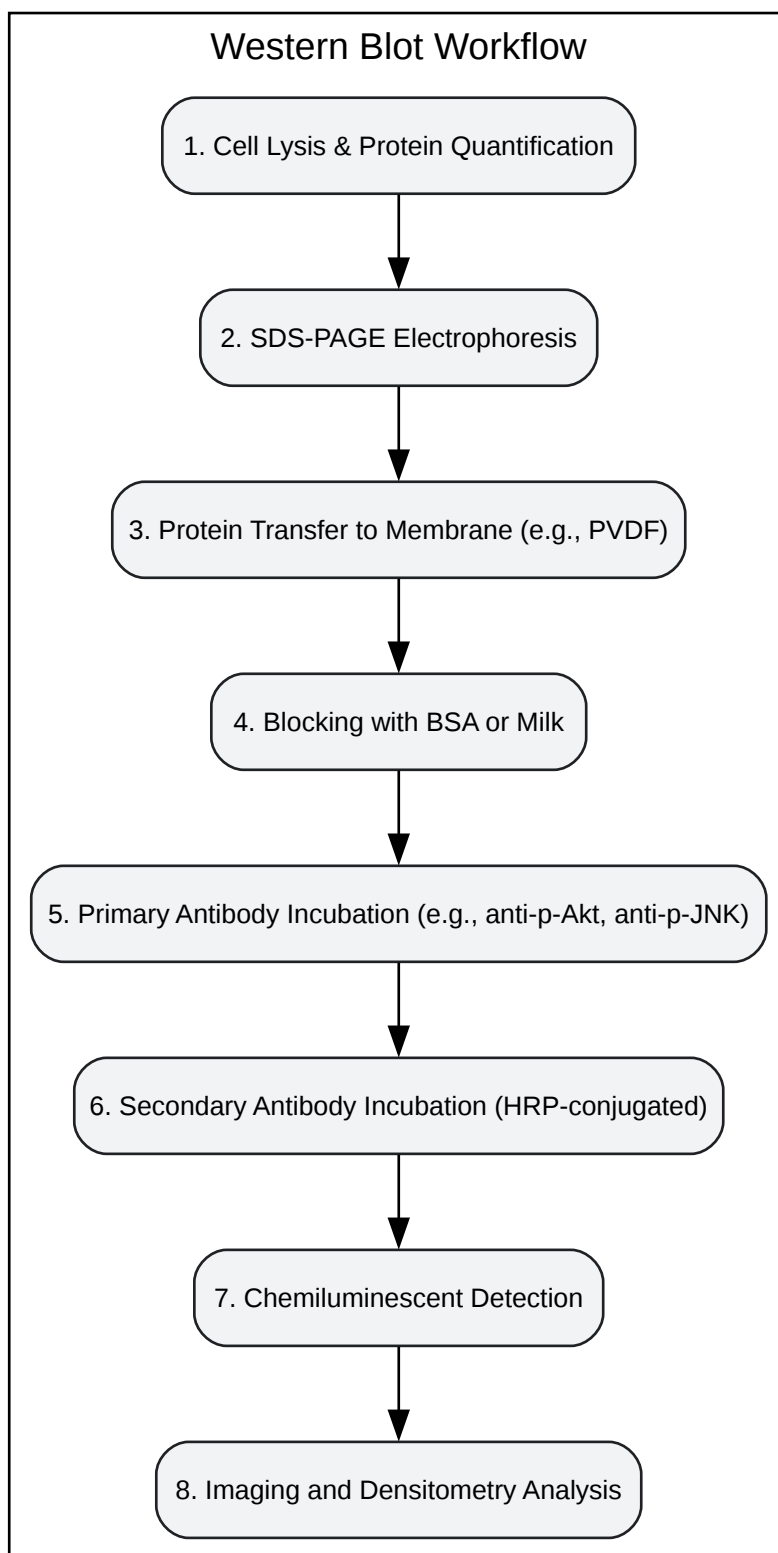 Western Blot Workflow
1. Cell Lysis & Protein Quantification
2. SDS-PAGE Electrophoresis
3. Protein Transfer to Membrane (e.g., PVDF)
4. Blocking with BSA or Milk
5. Primary Antibody Incubation (e.g., anti-p-Akt, anti-p-JNK)
6. Secondary Antibody Incubation (HRP-conjugated)
7. Chemiluminescent Detection
8. Imaging and Densitometry Analysis